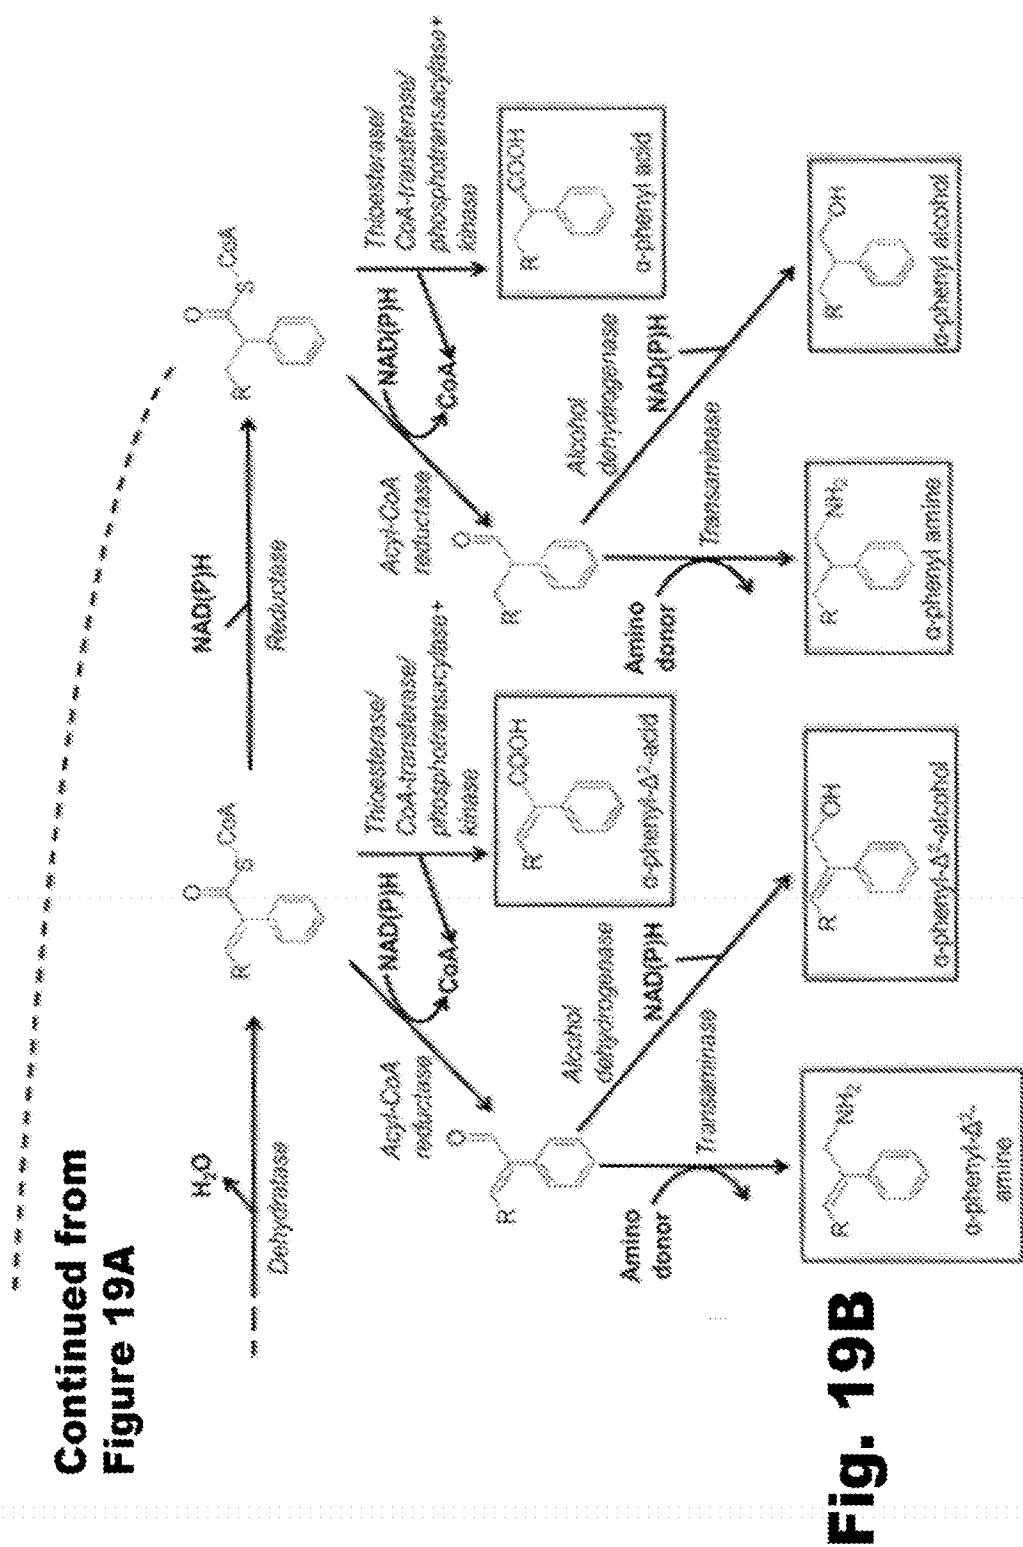 Continued from
Figure 19A
H₂O
Dehydratase
R
O
S
CoA
NAD(P)H
Reductase
R
O
S
CoA
Acyl-CoA
reductase
NAD(P)H
CoA
Thioesterase/
CoA-transferase/
phosphotransacylase+
kinase
Acyl-CoA
reductase
NAD(P)H
CoA
Thioesterase/
CoA-transferase/
phosphotransacylase+
kinase
R
O
R
COOH
α-phenyl-Δ²-acid
R
O
R
COOH
α-phenyl acid
Amino
donor
Transaminase
Alcohol
dehydrogenase
NAD(P)H
Amino
donor
Transaminase
Alcohol
dehydrogenase
NAD(P)H
R
NH₂
α-phenyl-Δ²-
amine
R
OH
α-phenyl-Δ²-alcohol
R
NH₂
α-phenyl amine
R
OH
α-phenyl alcohol
Fig. 19B